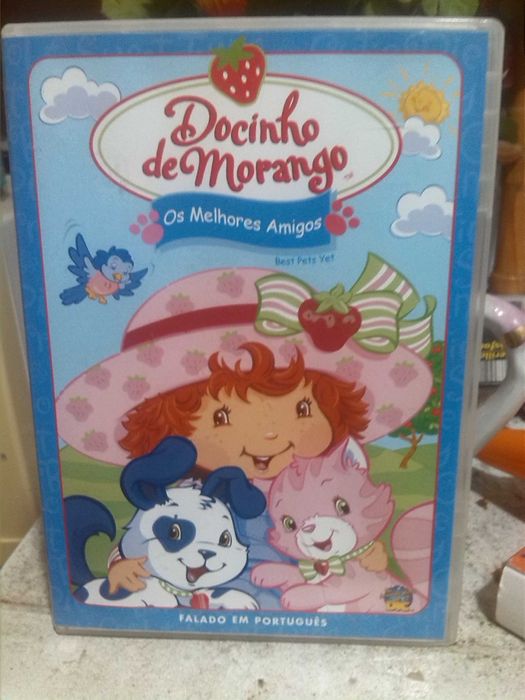 Docinho
de Morango
Os Melhores Amigos
Best Pets Yet
FALADO EM PORTUGUÊS